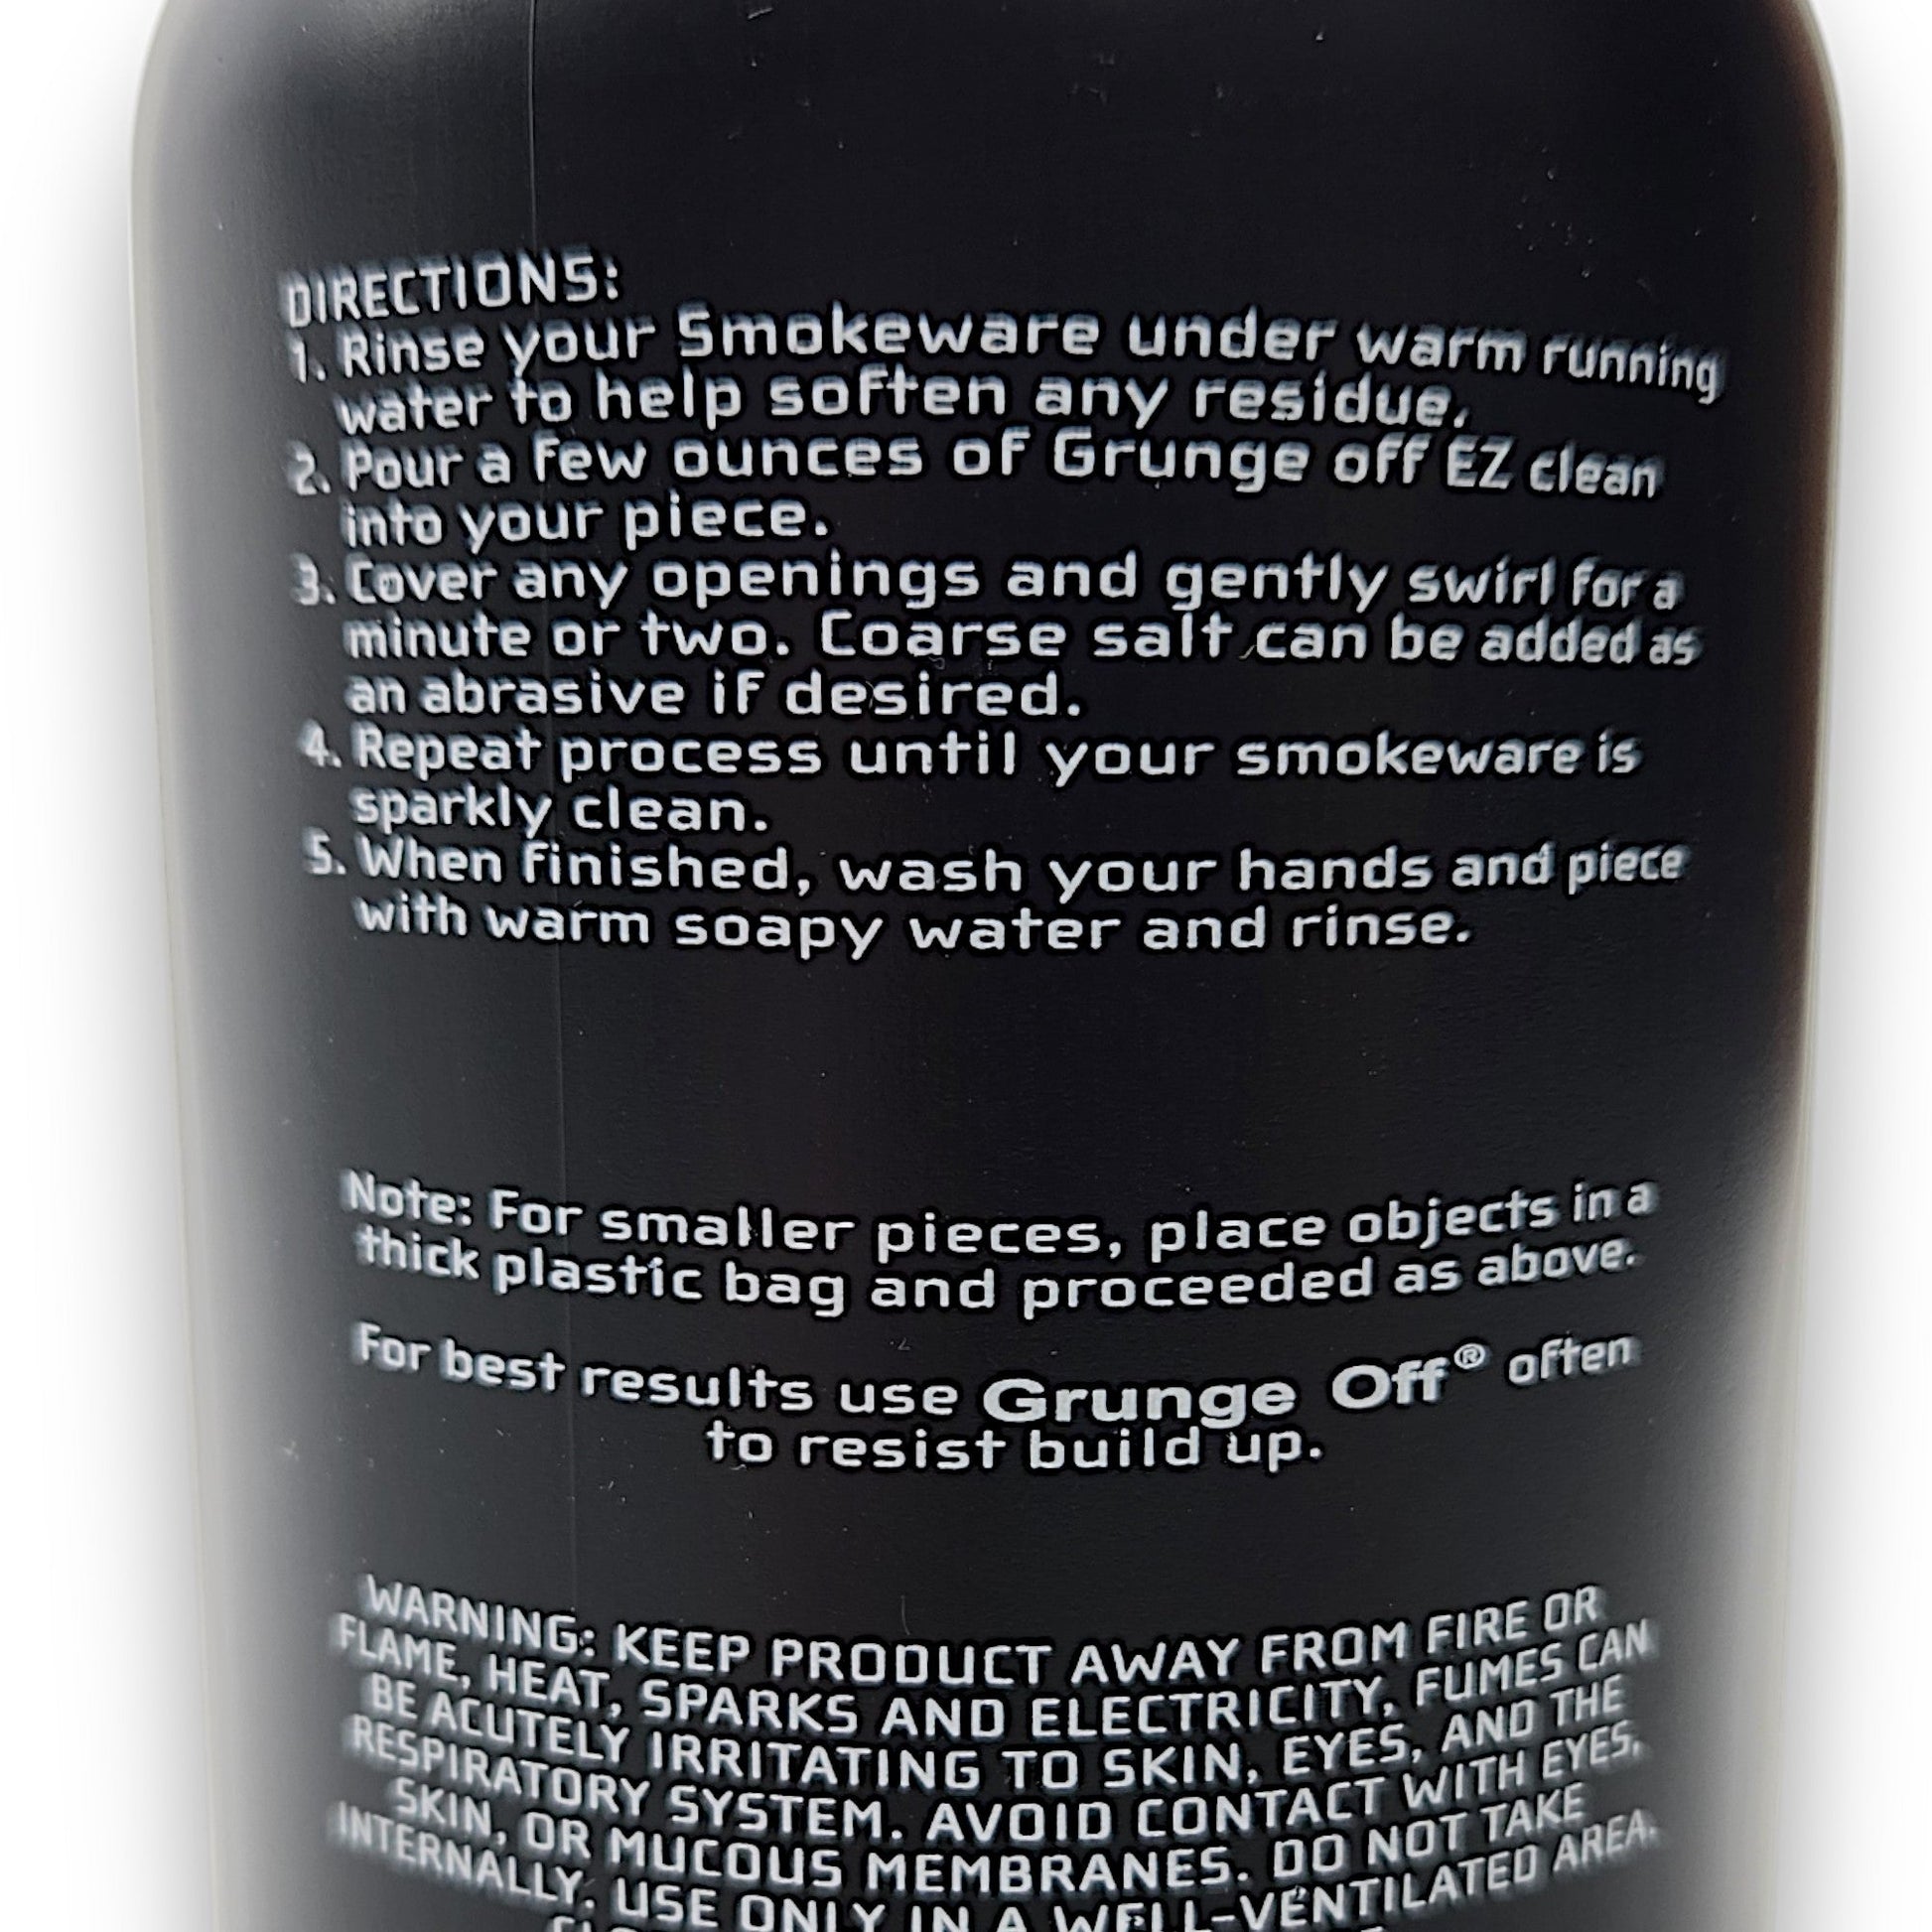 DIRECTIONS:
1. Rinse your Smokeware under warm running
water to help soften any residue.
2. Pour a few ounces of Grunge off EZ clean
into your piece.
3. Cover any openings and gently swirl for a
minute or two. Coarse salt can be added as
an abrasive if desired.
4. Repeat process until your smokeware is
sparkly clean.
5. When finished, wash your hands and piece
with warm soapy water and rinse.
Note: For smaller pieces, place objects in a
thick plastic bag and proceeded as above.
For best results use Grunge Off® often
to resist build up.
WARNING: KEEP PRODUCT AWAY FROM FIRE OR
FLAME, HEAT, SPARKS AND ELECTRICITY, FUMES CAN
BE ACUTELY IRRITATING TO SKIN, EYES, AND THE
RESPIRATORY SYSTEM. AVOID CONTACT WITH EYES,
SKIN, OR MUCOUS MEMBRANES. DO NOT TAKE
INTERNALLY. USE ONLY IN A WELL-VENTILATED AREA.